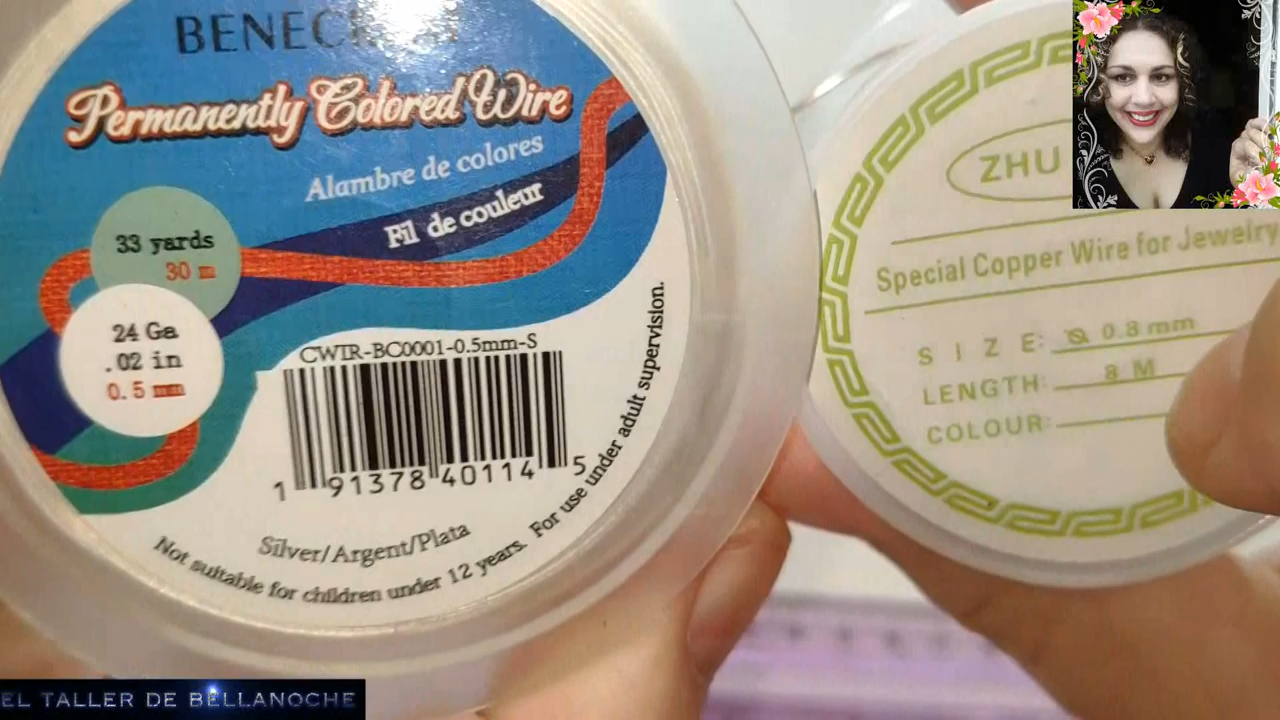 Permanently Colored Wire
Alambre de colores
Fil de couleur
33 yards
30 m
24 Ga
.02 in
0.5 mm
CWIR-BC0001-0.5mm-S
1 91378 40114 5
Silver/Argent/Plata
Not suitable for children under 12 years. For use under adult supervision.
ZHU
Special Copper Wire for Jewelry
SIZE: Ø 0.8 mm
LENGTH: 8 M
COLOUR:
EL TALLER DE BELLANOCHE